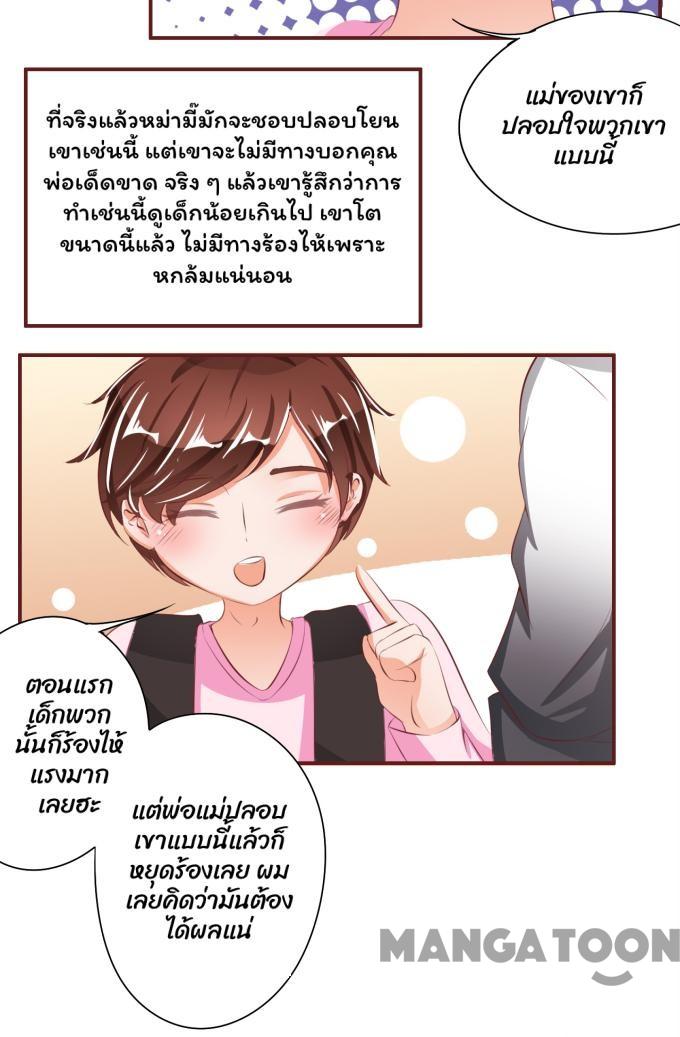 แม่ของเขาก็
ปลอบใจพวกเขา
แบบนี้
ที่จริงแล้วหม่ามี๊มักจะชอบปลอบโยน
เขาเช่นนี้ แต่เขาจะไม่มีทางบอกคุณ
พ่อเด็ดขาด จริง ๆ แล้วเขารู้สึกว่าการ
ทำเช่นนี้ดูเด็กน้อยเกินไป เขาโต
ขนาดนี้แล้ว ไม่มีทางร้องไห้เพราะ
หกล้มแน่นอน
ตอนแรก
เด็กพวก
นั้นก็ร้องไห้
แรงมาก
เลยฮะ
แต่พ่อแม่ปลอบ
เขาแบบนี้แล้วก็
หยุดร้องเลย ผม
เลยคิดว่ามันต้อง
ได้ผลแน่
MANGATOON